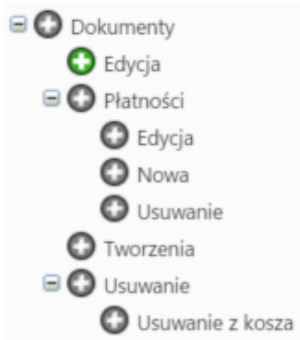 Dokumenty
Edycja
Płatności
Edycja
Nowa
Usuwanie
Tworzenia
Usuwanie
Usuwanie z kosza